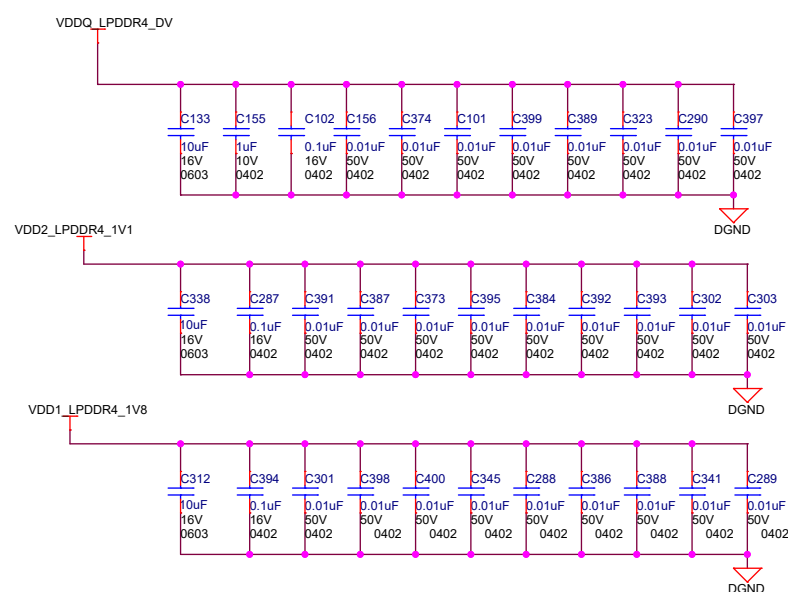 VDDQ_LPDDR4_DV
C133 C155 C102 C156 C374 C101 C399 C389 C323 C290 C397
10uF 1uF 0.1uF 0.01uF 0.01uF 0.01uF 0.01uF 0.01uF 0.01uF 0.01uF 0.01uF
16V 10V 16V 50V 50V 50V 50V 50V 50V 50V 50V
0603 0402 0402 0402 0402 0402 0402 0402 0402 0402 0402
DGND
VDD2_LPDDR4_1V1
C338 C287 C391 C387 C373 C395 C384 C392 C393 C302 C303
10uF 0.1uF 0.01uF 0.01uF 0.01uF 0.01uF 0.01uF 0.01uF 0.01uF 0.01uF 0.01uF
16V 16V 50V 50V 50V 50V 50V 50V 50V 50V 50V
0603 0402 0402 0402 0402 0402 0402 0402 0402 0402 0402
DGND
VDD1_LPDDR4_1V8
C312 C394 C301 C398 C400 C345 C288 C386 C388 C341 C289
10uF 0.1uF 0.01uF 0.01uF 0.01uF 0.01uF 0.01uF 0.01uF 0.01uF 0.01uF 0.01uF
16V 16V 50V 50V 50V 50V 50V 50V 50V 50V 50V
0603 0402 0402 0402 0402 0402 0402 0402 0402 0402 0402
DGND